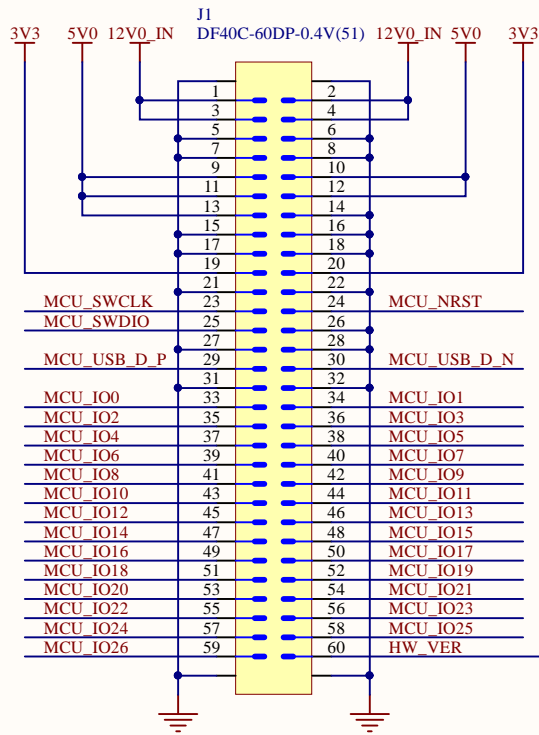 J1
3V3 5V0 12V0_IN DF40C-60DP-0.4V(51) 12V0_IN 5V0 3V3
1 2
3 4
5 6
7 8
9 10
11 12
13 14
15 16
17 18
19 20
21 22
MCU_SWCLK 23 24 MCU_NRST
MCU_SWDIO 25 26
27 28
MCU_USB_D_P 29 30 MCU_USB_D_N
31 32
MCU_IO0 33 34 MCU_IO1
MCU_IO2 35 36 MCU_IO3
MCU_IO4 37 38 MCU_IO5
MCU_IO6 39 40 MCU_IO7
MCU_IO8 41 42 MCU_IO9
MCU_IO10 43 44 MCU_IO11
MCU_IO12 45 46 MCU_IO13
MCU_IO14 47 48 MCU_IO15
MCU_IO16 49 50 MCU_IO17
MCU_IO18 51 52 MCU_IO19
MCU_IO20 53 54 MCU_IO21
MCU_IO22 55 56 MCU_IO23
MCU_IO24 57 58 MCU_IO25
MCU_IO26 59 60 HW_VER